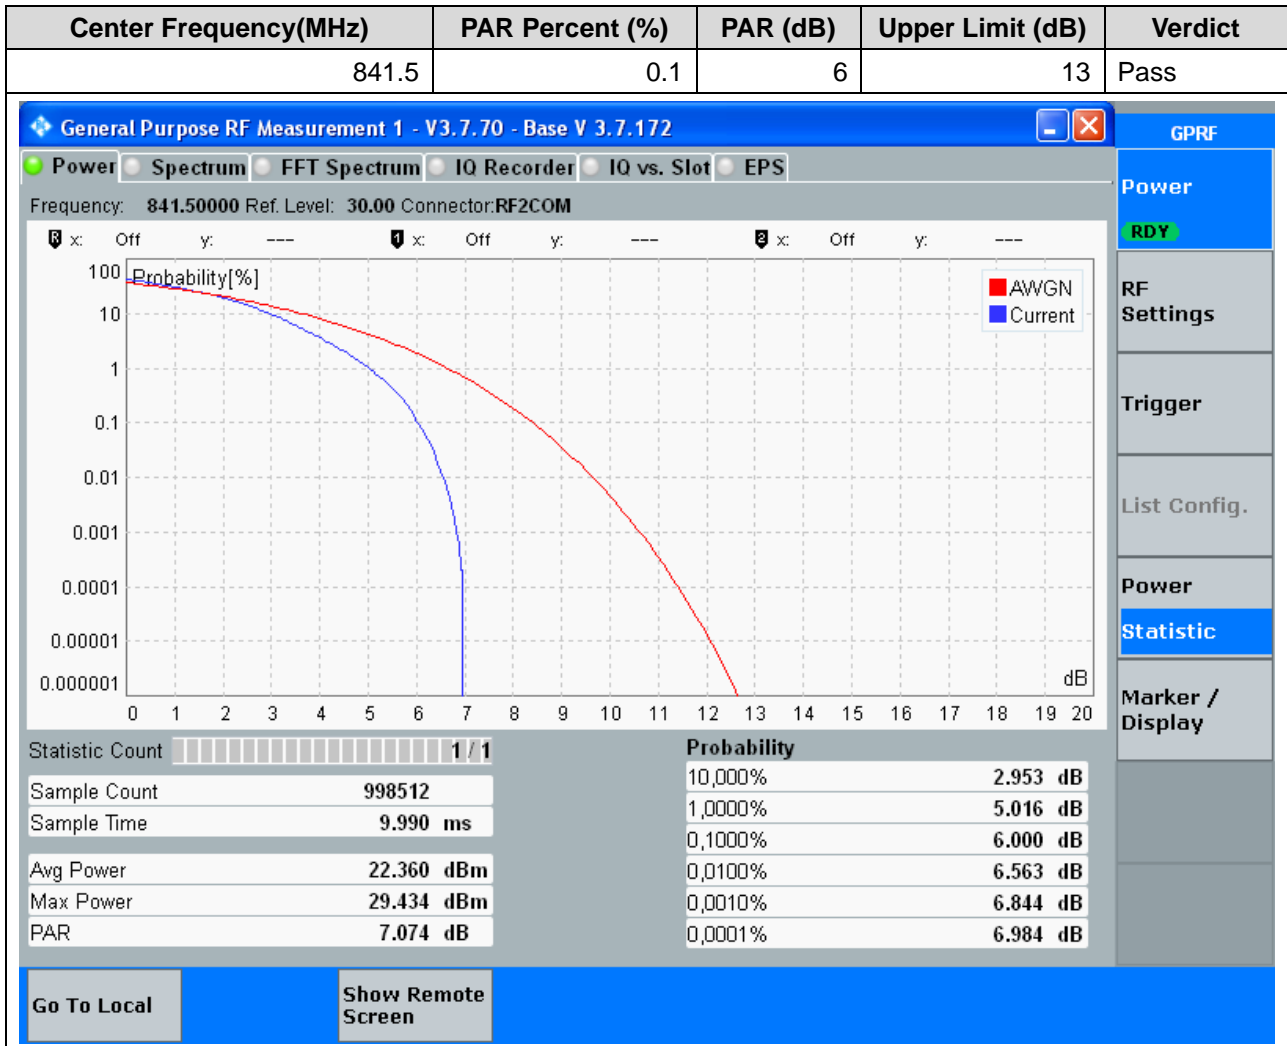 Center Frequency(MHz) PAR Percent (%) PAR (dB) Upper Limit (dB) Verdict
841.5 0.1 6 13 Pass
General Purpose RF Measurement 1 - V3.7.70 - Base V 3.7.172
GPRF
Power Spectrum FFT Spectrum IQ Recorder IQ vs. Slot EPS
Power
RDY
Frequency: 841.50000 Ref. Level: 30.00 Connector:RF2COM
R x: Off y: --- 1 x: Off y: --- 2 x: Off y: ---
100 Probability[%]
AWGN
Current
RF
Settings
10
1
Trigger
0.1
0.01
List Config.
0.001
0.0001
Power
Statistic
0.00001
0.000001
dB
Marker /
Display
0 1 2 3 4 5 6 7 8 9 10 11 12 13 14 15 16 17 18 19 20
Statistic Count 1 / 1
Sample Count 998512
Sample Time 9.990 ms
Avg Power 22.360 dBm
Max Power 29.434 dBm
PAR 7.074 dB
Probability
10,000% 2.953 dB
1,0000% 5.016 dB
0,1000% 6.000 dB
0,0100% 6.563 dB
0,0010% 6.844 dB
0,0001% 6.984 dB
Go To Local
Show Remote
Screen